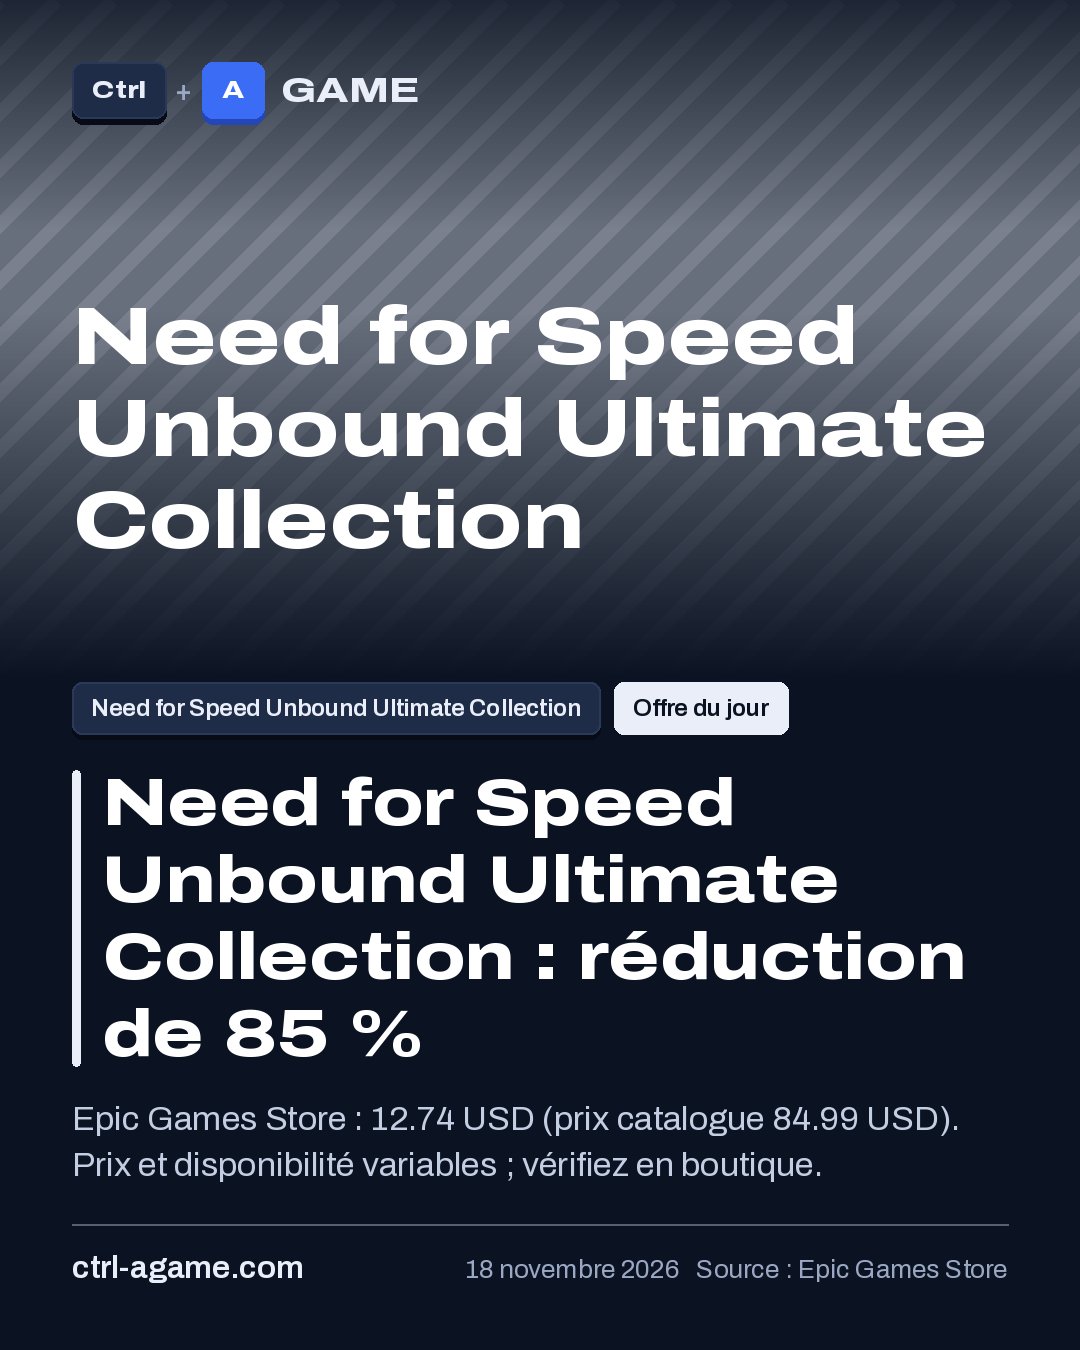 Ctrl + A GAME
Need for Speed
Unbound Ultimate
Collection
Need for Speed Unbound Ultimate Collection
Offre du jour
Need for Speed
Unbound Ultimate
Collection : réduction
de 85 %
Epic Games Store : 12.74 USD (prix catalogue 84.99 USD).
Prix et disponibilité variables ; vérifiez en boutique.
ctrl-agame.com
18 novembre 2026 Source : Epic Games Store